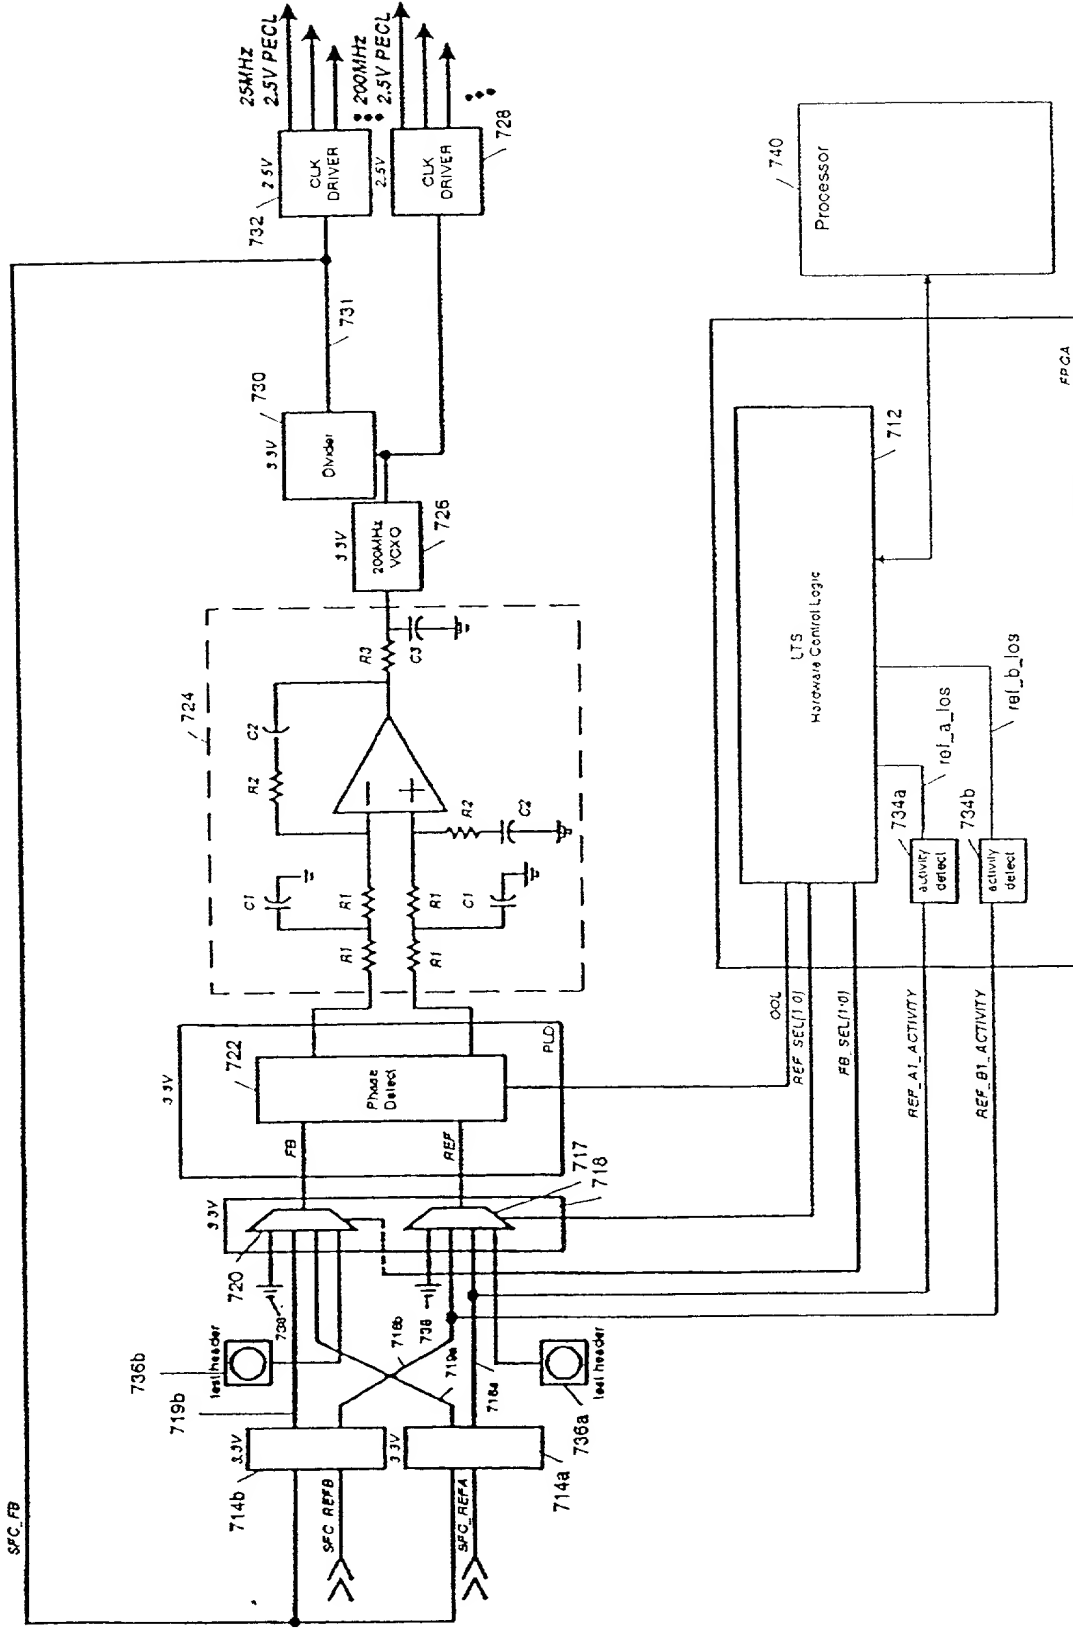 SFC_FB
25MHz
2.5V PECL
200MHz
2.5V PECL
2.5V
CLK
DRIVER
732
2.5V
CLK
DRIVER
728
731
730
3.3V
Divider
3.3V
200MHz
VCXO
726
724
C2
R2
R3
C3
R2
C2
C1
R1
R1
R1
R1
C1
3.3V
722
Phase
Detect
PLD
FB
REF
3.3V
717
718
720
738
738
736b
test header
719b
718b
719a
718a
test header
736a
3.3V
714b
3.3V
714a
SFC_REFB
SFC_REFA
740
Processor
FPGA
712
LTS
Hardware Control Logic
ref_a_los
ref_b_los
734a
activity
detect
734b
activity
detect
OOL
REF_SEL(1:0)
FB_SEL(1:0)
REF_A1_ACTIVITY
REF_B1_ACTIVITY